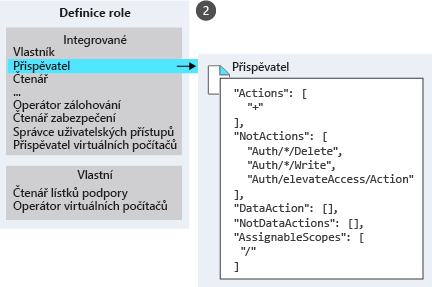 Definice role
Integrované
Vlastník
Přispěvatel
Čtenář
...
Operátor zálohování
Čtenář zabezpečení
Správce uživatelských přístupů
Přispěvatel virtuálních počítačů
Vlastní
Čtenář lístků podpory
Operátor virtuálních počítačů
2
Přispěvatel
"Actions": [
"+"
],
"NotActions": [
"Auth/*/Delete",
"Auth/*/Write",
"Auth/elevateAccess/Action"
],
"DataAction": [],
"NotDataActions": [],
"AssignableScopes": [
"/"
]